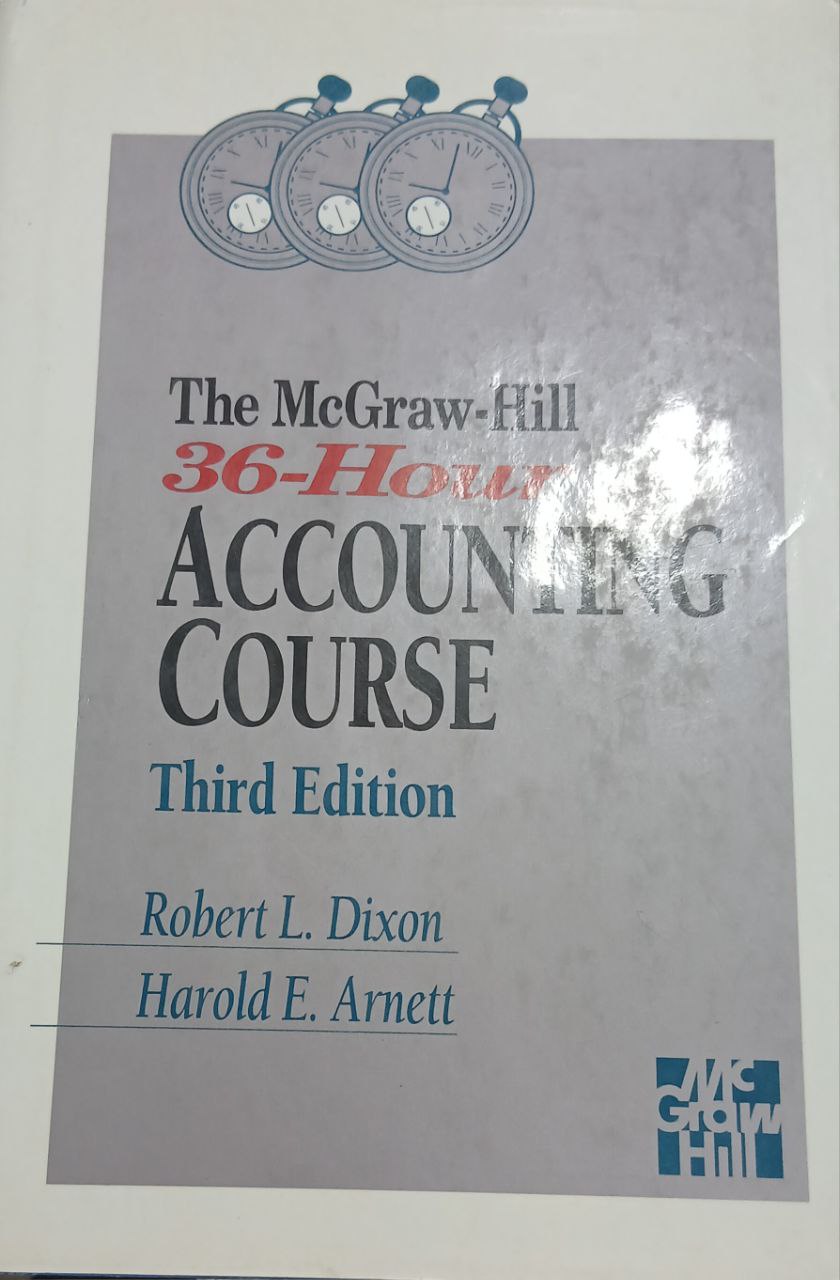 The McGraw-Hill
36-Hour
ACCOUNTING
COURSE
Third Edition
Robert L. Dixon
Harold E. Arnett
Mc
Graw
Hill